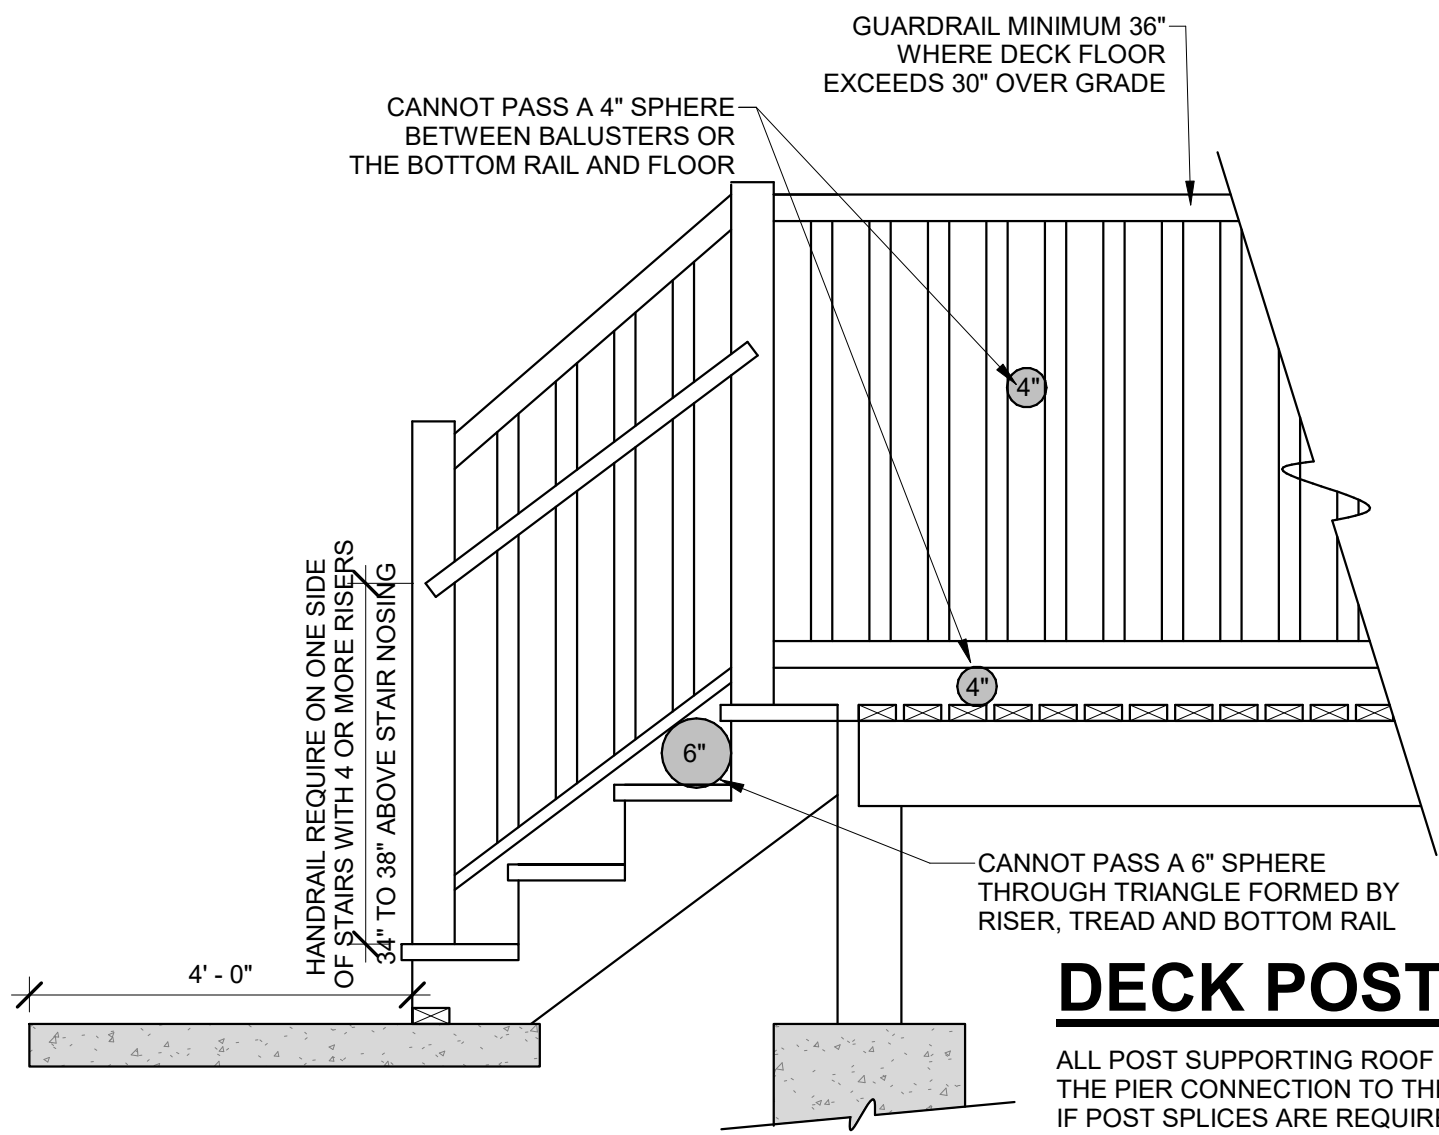 GUARDRAIL MINIMUM 36"
WHERE DECK FLOOR
EXCEEDS 30" OVER GRADE
CANNOT PASS A 4" SPHERE
BETWEEN BALUSTERS OR
THE BOTTOM RAIL AND FLOOR
4"
4"
6"
HANDRAIL REQUIRE ON ONE SIDE
OF STAIRS WITH 4 OR MORE RISERS
34" TO 38" ABOVE STAIR NOSING
CANNOT PASS A 6" SPHERE
THROUGH TRIANGLE FORMED BY
RISER, TREAD AND BOTTOM RAIL
4' - 0"
DECK POST
ALL POST SUPPORTING ROOF
THE PIER CONNECTION TO THE
IF POST SPLICES ARE REQUIRE